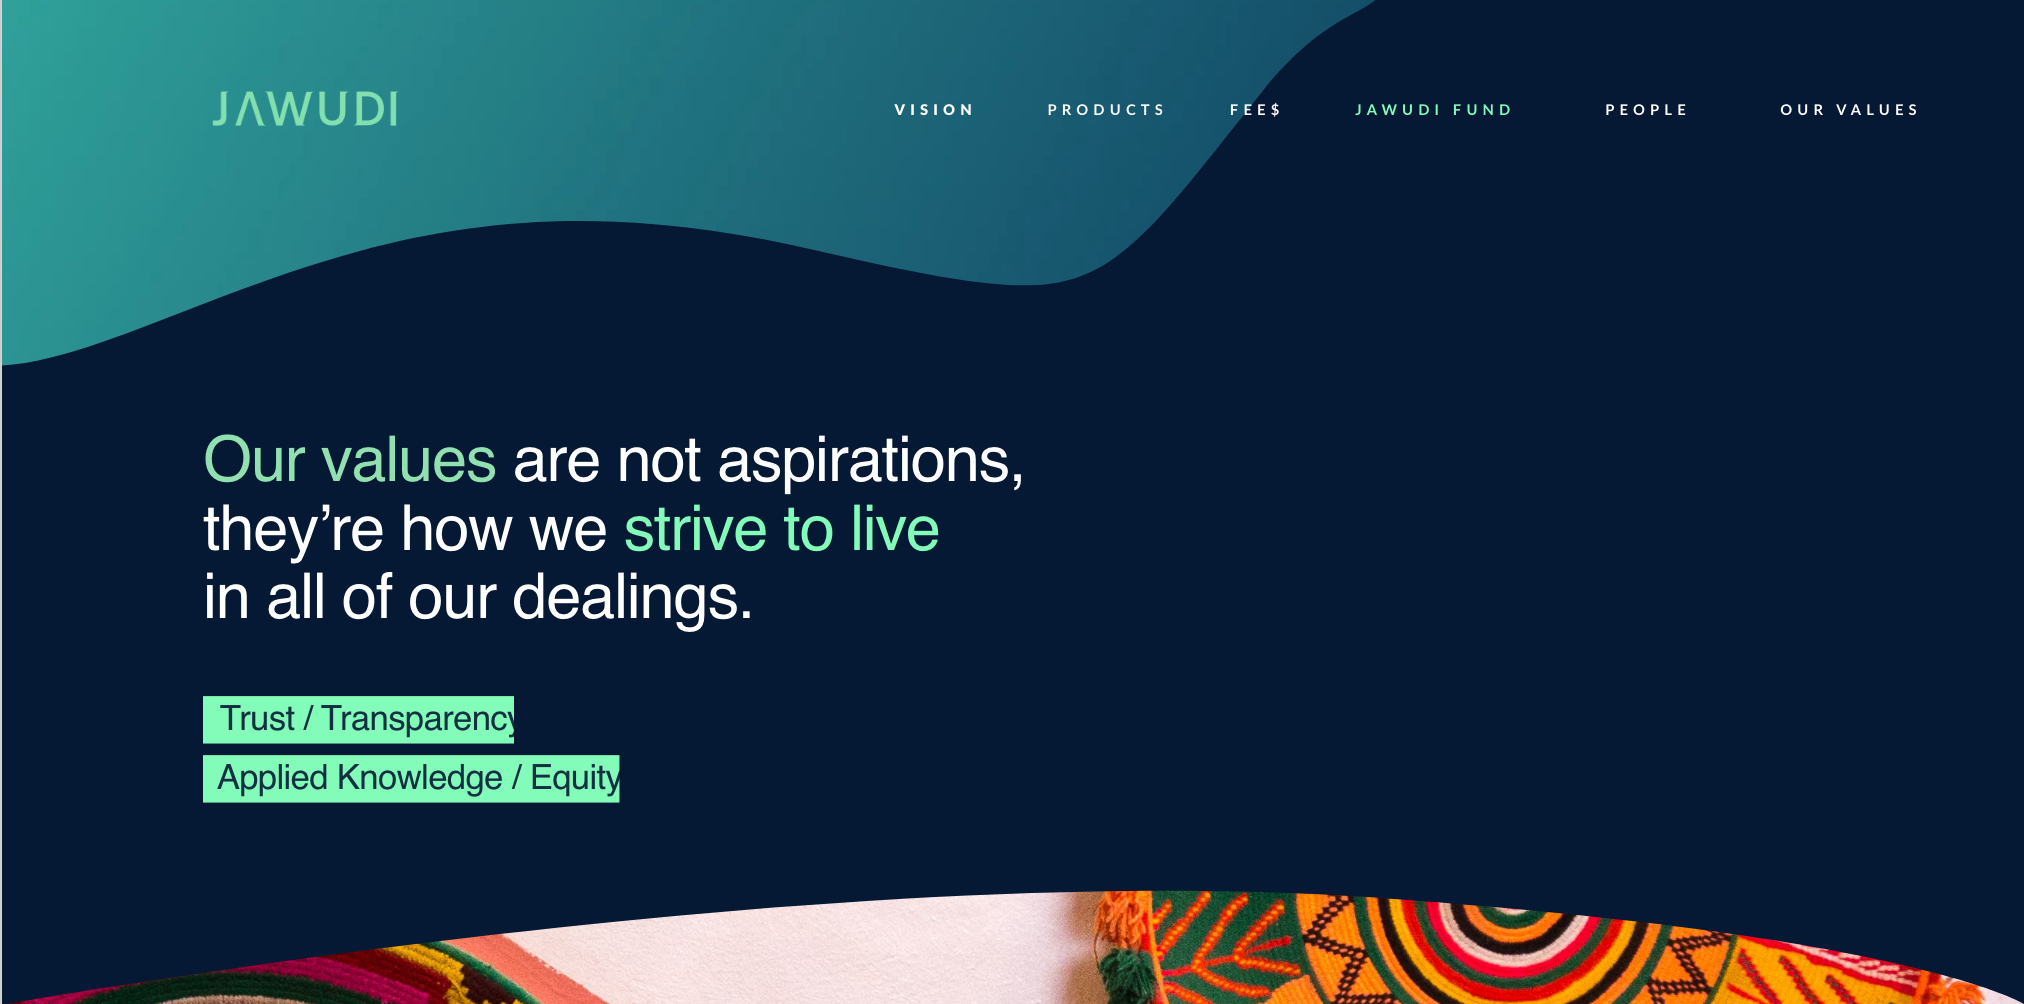 JAWUDI
VISION PRODUCTS FEE$ JAWUDI FUND PEOPLE OUR VALUES
Our values are not aspirations,
they’re how we strive to live
in all of our dealings.
Trust / Transparency
Applied Knowledge / Equity